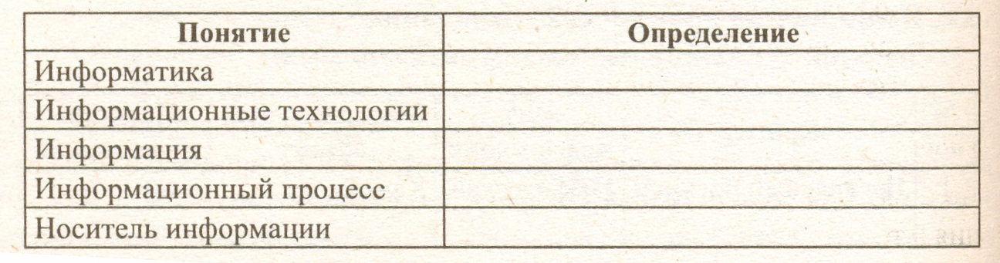 Понятие Определение
Информатика
Информационные технологии
Информация
Информационный процесс
Носитель информации